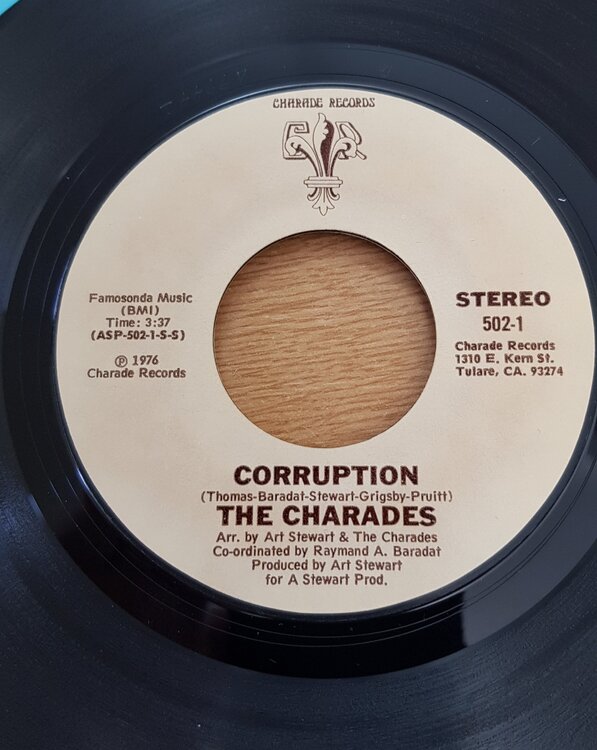 CHARADE RECORDS
CR
Famosonda Music
(BMI)
Time: 3:37
(ASP-502-1-S-S)
℗ 1976
Charade Records
STEREO
502-1
Charade Records
1310 E. Kern St.
Tulare, CA. 93274
CORRUPTION
(Thomas-Baradat-Stewart-Grigsby-Pruitt)
THE CHARADES
Arr. by Art Stewart & The Charades
Co-ordinated by Raymand A. Baradat
Produced by Art Stewart
for A Stewart Prod.